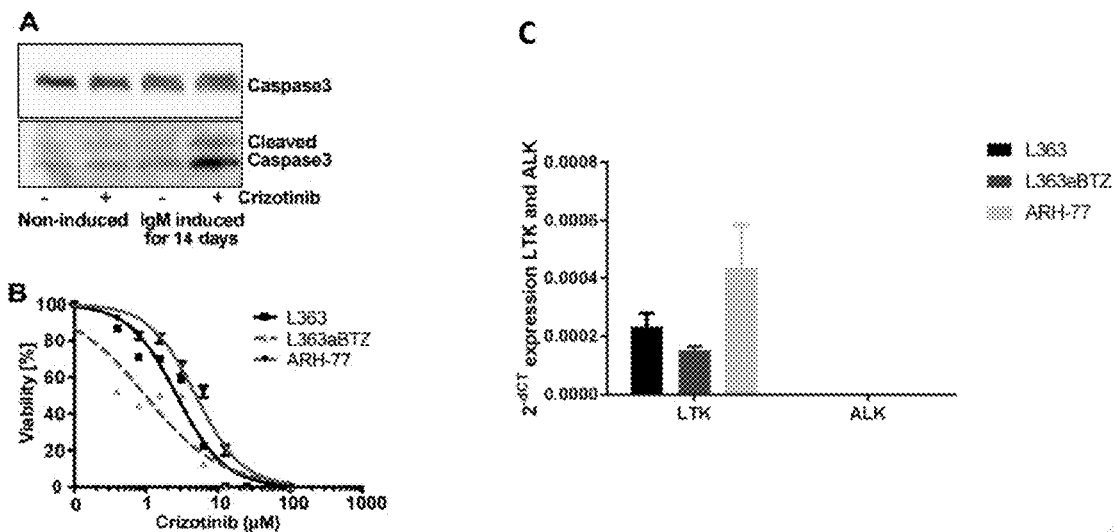 A
Caspase3
Cleaved
Caspase3
- + - + Crizotinib
Non-induced IgM induced
for 14 days
B
Viability [%]
100
80
60
40
20
0
0 1 10 100 1000
Crizotinib (µM)
L363
L363aBTZ
ARH-77
C
2^-dCT expression LTK and ALK
0.0008
0.0006
0.0004
0.0002
0.0000
LTK ALK
L363
L363aBTZ
ARH-77